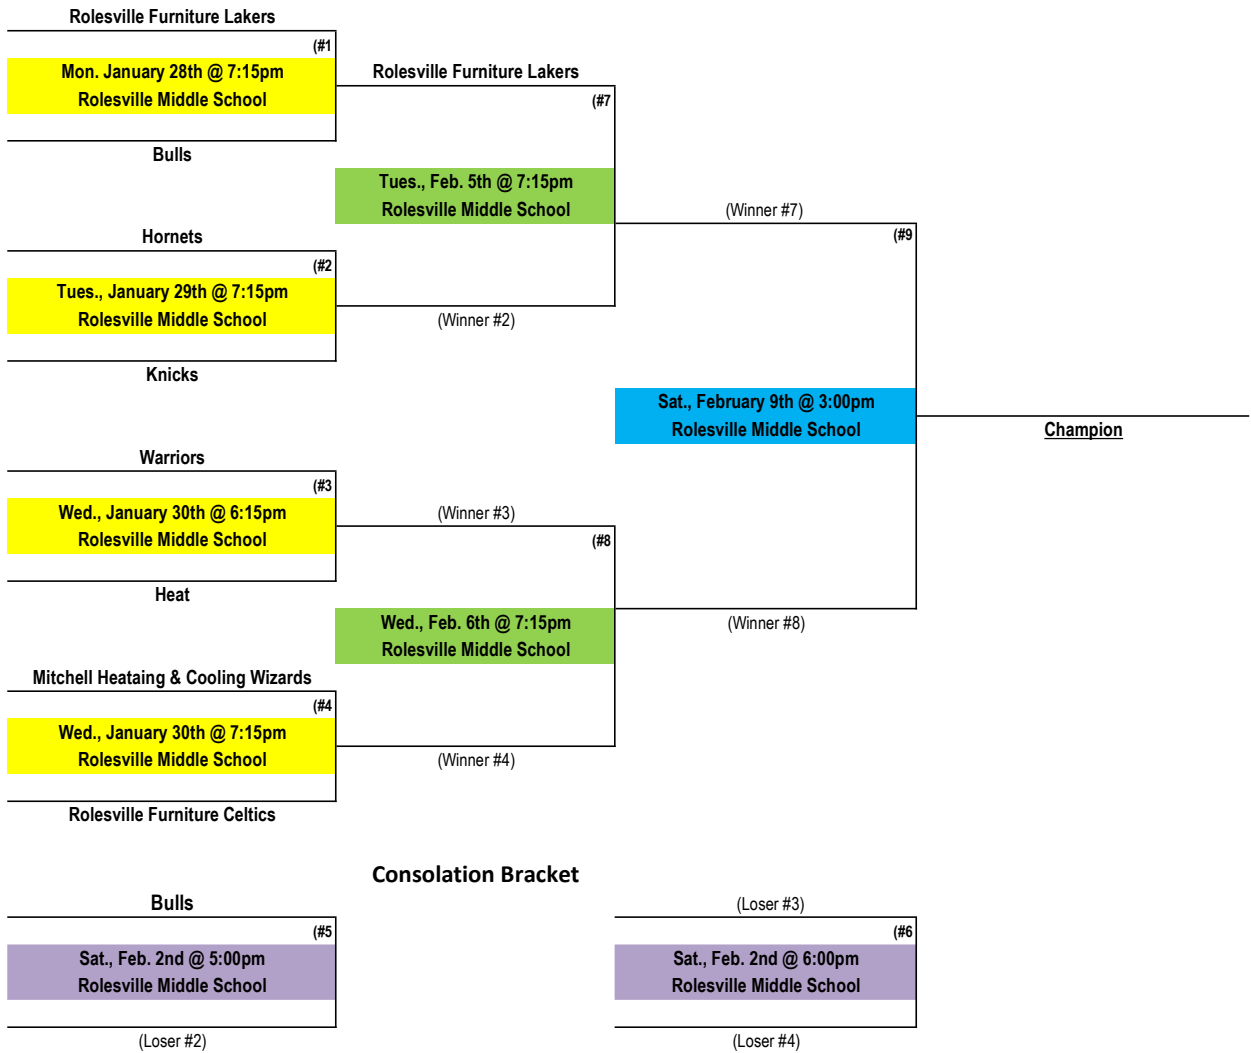 Rolesville Furniture Lakers
(#1
Mon. January 28th @ 7:15pm
Rolesville Furniture Lakers
Rolesville Middle School
(#7
Bulls
Tues., Feb. 5th @ 7:15pm
Rolesville Middle School
(Winner #7)
Hornets
(#9
(#2
Tues., January 29th @ 7:15pm
Rolesville Middle School
(Winner #2)
Knicks
Sat., February 9th @ 3:00pm
Rolesville Middle School
Champion
Warriors
(#3
Wed., January 30th @ 6:15pm
(Winner #3)
Rolesville Middle School
(#8
Heat
Wed., Feb. 6th @ 7:15pm
(Winner #8)
Rolesville Middle School
Mitchell Heataing & Cooling Wizards
(#4
Wed., January 30th @ 7:15pm
Rolesville Middle School
(Winner #4)
Rolesville Furniture Celtics
Consolation Bracket
Bulls
(Loser #3)
(#5
(#6
Sat., Feb. 2nd @ 5:00pm
Sat., Feb. 2nd @ 6:00pm
Rolesville Middle School
Rolesville Middle School
(Loser #2)
(Loser #4)